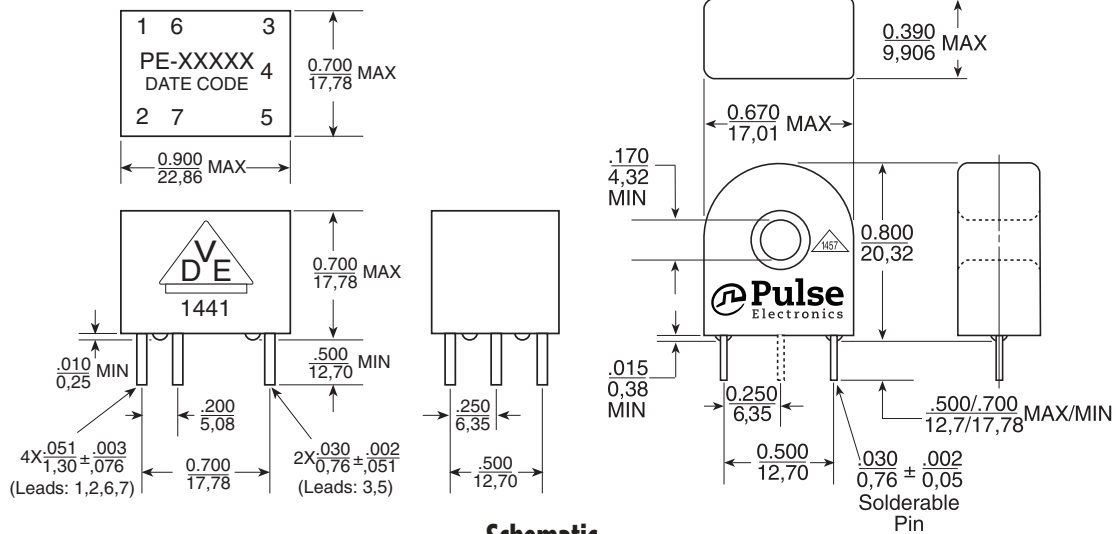 1 6 3
PE-XXXXX 4
DATE CODE
2 7 5
0.700
17,78 MAX
0.900
22,86 MAX
V
D E
1441
0.700
17,78 MAX
.010
0,25 MIN
.500
12,70 MIN
.200
5,08
4X .051 ± .003
1,30 ,076
(Leads: 1,2,6,7)
0.700
17,78
2X .030 ± .002
0,76 ,051
(Leads: 3,5)
.250
6,35
.500
12,70
0.390
9,906 MAX
0.670
17,01 MAX
.170
4,32
MIN
1457
0.800
20,32
Pulse
Electronics
.015
0,38
MIN
0.250
6,35
.500/.700
12,7/17,78 MAX/MIN
0.500
12,70
.030 ± .002
0,76 0,05
Solderable
Pin
Schematic